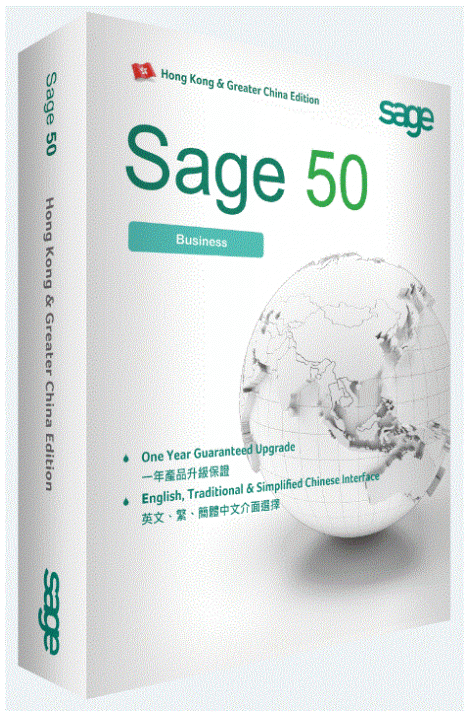 Hong Kong & Greater China Edition
sage
Sage 50
Business
One Year Guaranteed Upgrade
一年產品升級保證
English, Traditional & Simplified Chinese Interface
英文、繁、簡體中文介面選擇
Sage 50
Hong Kong & Greater China Edition
sage